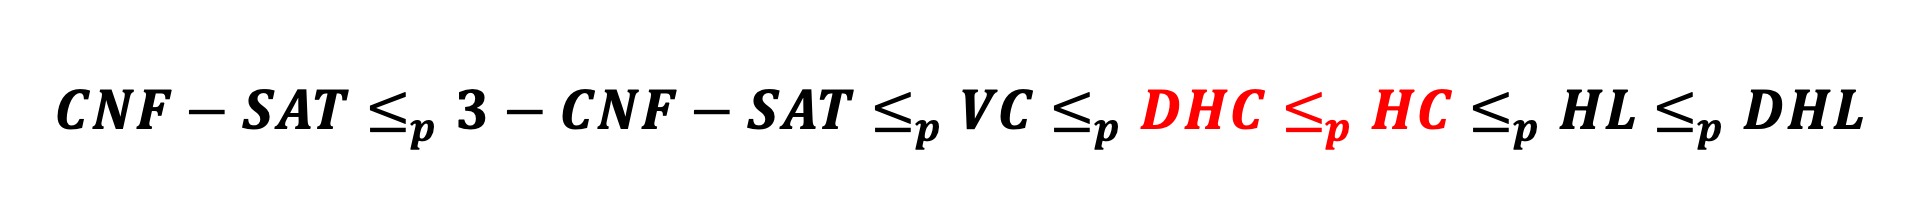 CNF − SAT ≤p 3 − CNF − SAT ≤p VC ≤p DHC ≤p HC ≤p HL ≤p DHL